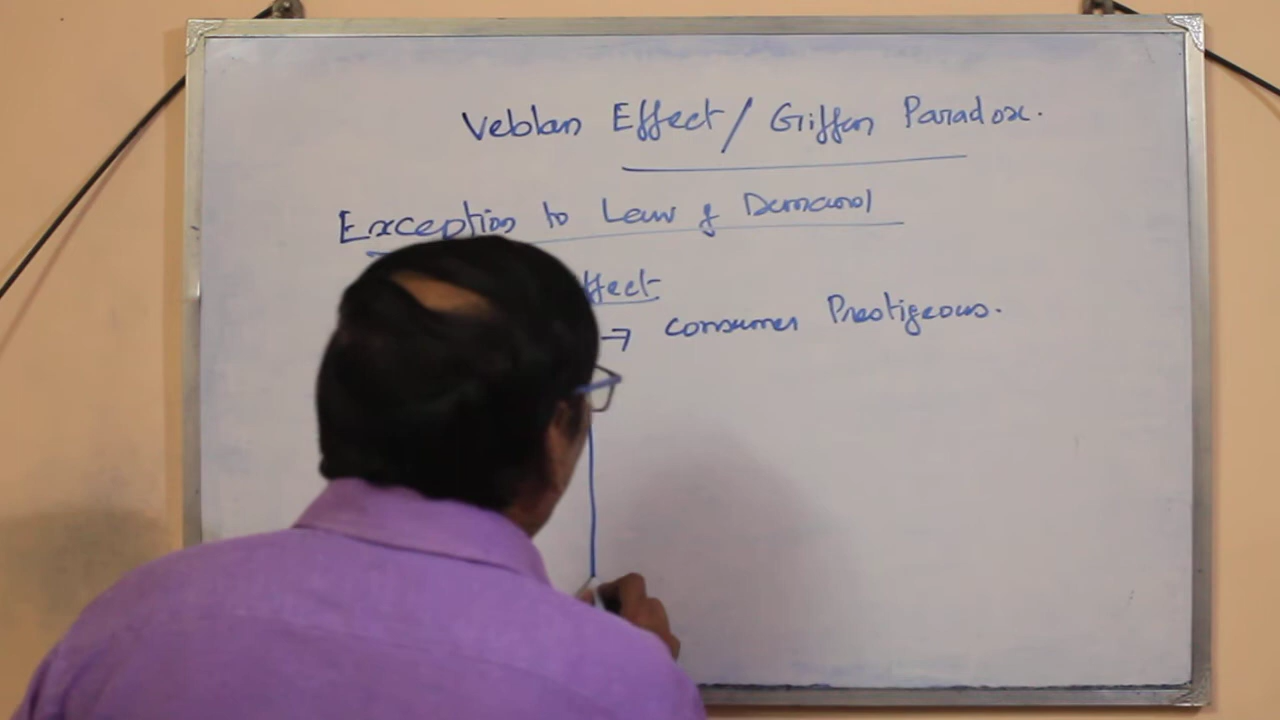 Veblan Effect / Giffen Paradox.
Exception to Law of Demand
ffect
→ consumer Prestigeous.